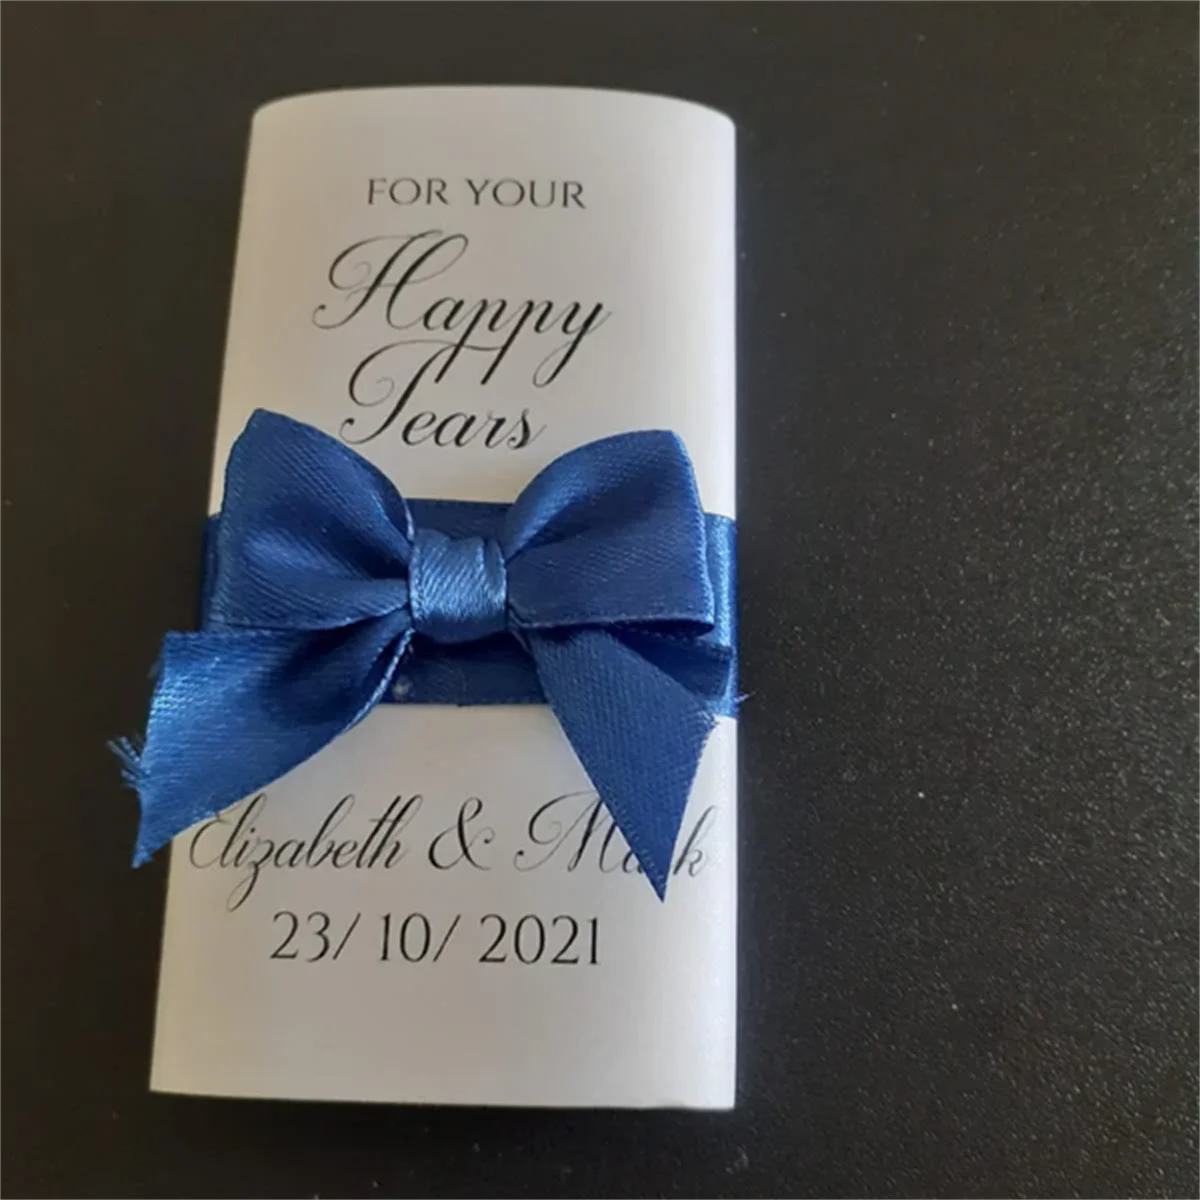 FOR YOUR
Happy
Tears
Elizabeth & Mark
23/ 10/ 2021